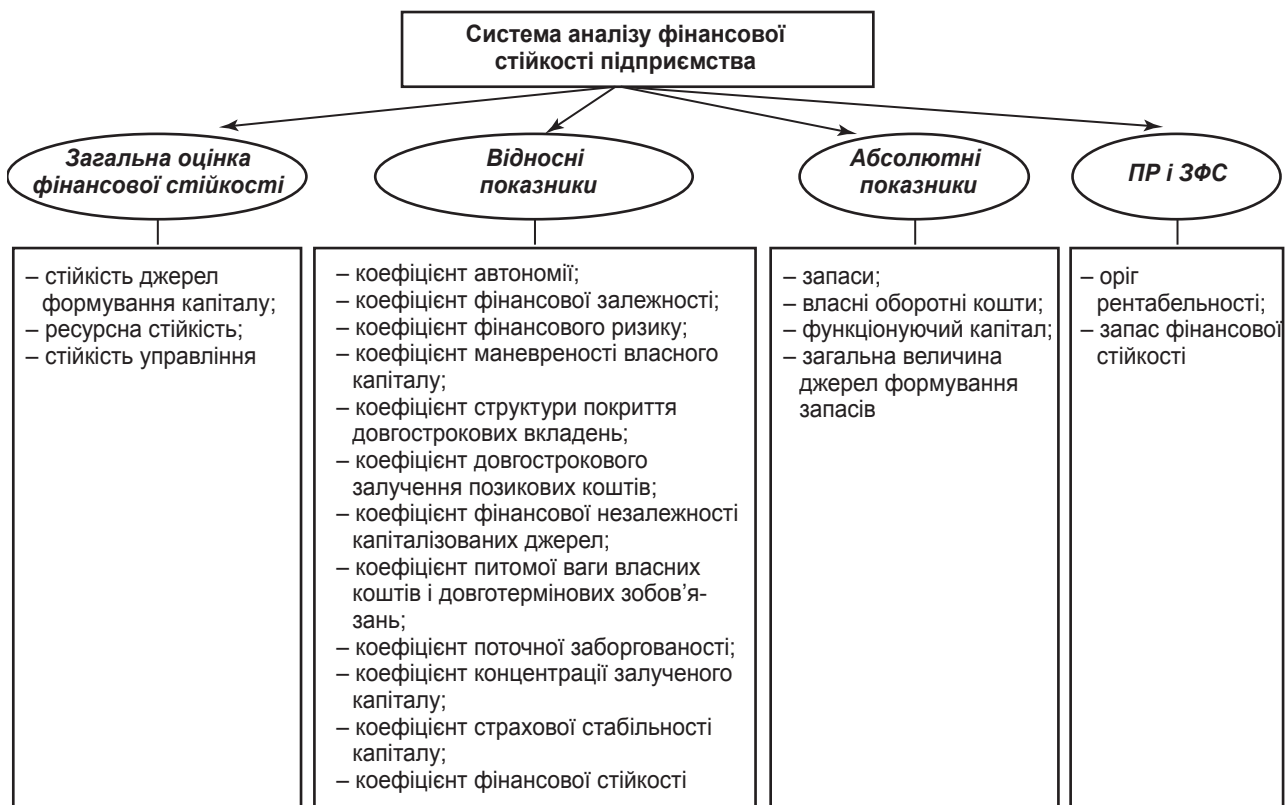 Система аналізу фінансової
стійкості підприємства
Загальна оцінка
фінансової стійкості
Відносні
показники
Абсолютні
показники
ПР і ЗФС
– стійкість джерел
формування капіталу;
– ресурсна стійкість;
– стійкість управління
– коефіцієнт автономії;
– коефіцієнт фінансової залежності;
– коефіцієнт фінансового ризику;
– коефіцієнт маневреності власного
капіталу;
– коефіцієнт структури покриття
довгострокових вкладень;
– коефіцієнт довгострокового
залучення позикових коштів;
– коефіцієнт фінансової незалежності
капіталізованих джерел;
– коефіцієнт питомої ваги власних
коштів і довготермінових зобов’я-
зань;
– коефіцієнт поточної заборгованості;
– коефіцієнт концентрації залученого
капіталу;
– коефіцієнт страхової стабільності
капіталу;
– коефіцієнт фінансової стійкості
– запаси;
– власні оборотні кошти;
– функціонуючий капітал;
– загальна величина
джерел формування
запасів
– оріг
рентабельності;
– запас фінансової
стійкості